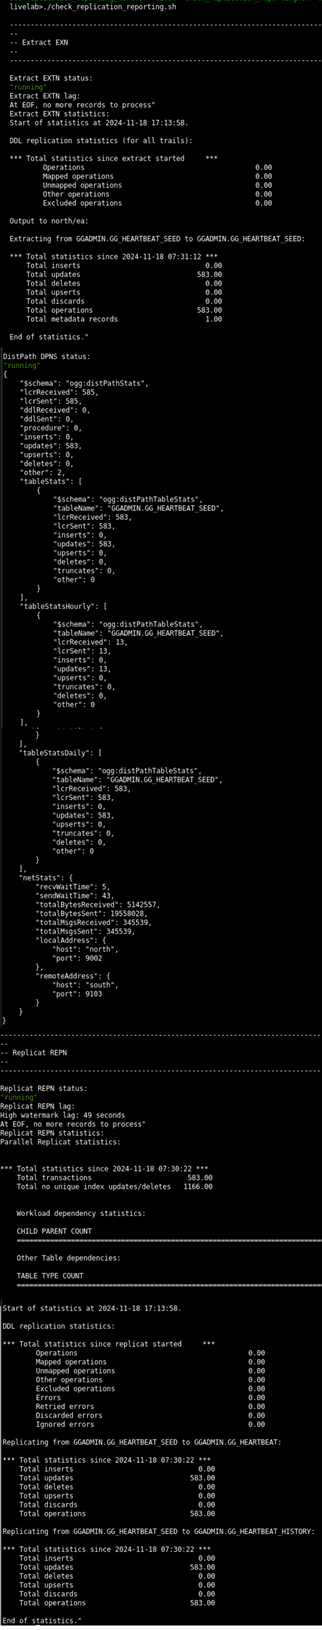 livelab>./check_replication_reporting.sh
--------------------------------------------------------------------------------
--
-- Extract EXN
--
--------------------------------------------------------------------------------
Extract EXTN status:
"running"
Extract EXTN lag:
At EOF, no more records to process"
Extract EXTN statistics:
Start of statistics at 2024-11-18 17:13:58.
DDL replication statistics (for all trails):
*** Total statistics since extract started     ***
Operations 0.00
Mapped operations 0.00
Unmapped operations 0.00
Other operations 0.00
Excluded operations 0.00
Output to north/ea:
Extracting from GGADMIN.GG_HEARTBEAT_SEED to GGADMIN.GG_HEARTBEAT_SEED:
*** Total statistics since 2024-11-18 07:31:12 ***
Total inserts 0.00
Total updates 583.00
Total deletes 0.00
Total upserts 0.00
Total discards 0.00
Total operations 583.00
Total metadata records 1.00
End of statistics."
DistPath DPNS status:
"running"
{
"$schema": "ogg:distPathStats",
"lcrReceived": 585,
"lcrSent": 585,
"ddlReceived": 0,
"ddlSent": 0,
"procedure": 0,
"inserts": 0,
"updates": 583,
"upserts": 0,
"deletes": 0,
"other": 2,
"tableStats": [
{
"$schema": "ogg:distPathTableStats",
"tableName": "GGADMIN.GG_HEARTBEAT_SEED",
"lcrReceived": 583,
"lcrSent": 583,
"inserts": 0,
"updates": 583,
"upserts": 0,
"deletes": 0,
"truncates": 0,
"other": 0
}
],
"tableStatsHourly": [
{
"$schema": "ogg:distPathTableStats",
"tableName": "GGADMIN.GG_HEARTBEAT_SEED",
"lcrReceived": 13,
"lcrSent": 13,
"inserts": 0,
"updates": 13,
"upserts": 0,
"truncates": 0,
"deletes": 0,
"other": 0
}
],
}
],
"tableStatsDaily": [
{
"$schema": "ogg:distPathTableStats",
"tableName": "GGADMIN.GG_HEARTBEAT_SEED",
"lcrReceived": 583,
"lcrSent": 583,
"inserts": 0,
"updates": 583,
"upserts": 0,
"truncates": 0,
"deletes": 0,
"other": 0
}
],
"netStats": {
"recvWaitTime": 5,
"sendWaitTime": 43,
"totalBytesReceived": 5142557,
"totalBytesSent": 19558028,
"totalMsgsReceived": 345539,
"totalMsgsSent": 345539,
"localAddress": {
"host": "north",
"port": 9002
},
"remoteAddress": {
"host": "south",
"port": 9103
}
}
}
--------------------------------------------------------------------------------
--
-- Replicat REPN
--
--------------------------------------------------------------------------------
Replicat REPN status:
"running"
Replicat REPN lag:
High watermark lag: 49 seconds
At EOF, no more records to process"
Replicat REPN statistics:
Parallel Replicat statistics:
*** Total statistics since 2024-11-18 07:30:22 ***
Total transactions 583.00
Total no unique index updates/deletes 1166.00
Workload dependency statistics:
CHILD PARENT COUNT
================================================================================
Other Table dependencies:
TABLE TYPE COUNT
================================================================================
Start of statistics at 2024-11-18 17:13:58.
DDL replication statistics:
*** Total statistics since replicat started     ***
Operations 0.00
Mapped operations 0.00
Unmapped operations 0.00
Other operations 0.00
Excluded operations 0.00
Errors 0.00
Retried errors 0.00
Discarded errors 0.00
Ignored errors 0.00
Replicating from GGADMIN.GG_HEARTBEAT_SEED to GGADMIN.GG_HEARTBEAT:
*** Total statistics since 2024-11-18 07:30:22 ***
Total inserts 0.00
Total updates 583.00
Total deletes 0.00
Total upserts 0.00
Total discards 0.00
Total operations 583.00
Replicating from GGADMIN.GG_HEARTBEAT_SEED to GGADMIN.GG_HEARTBEAT_HISTORY:
*** Total statistics since 2024-11-18 07:30:22 ***
Total inserts 0.00
Total updates 583.00
Total deletes 0.00
Total upserts 0.00
Total discards 0.00
Total operations 583.00
End of statistics."